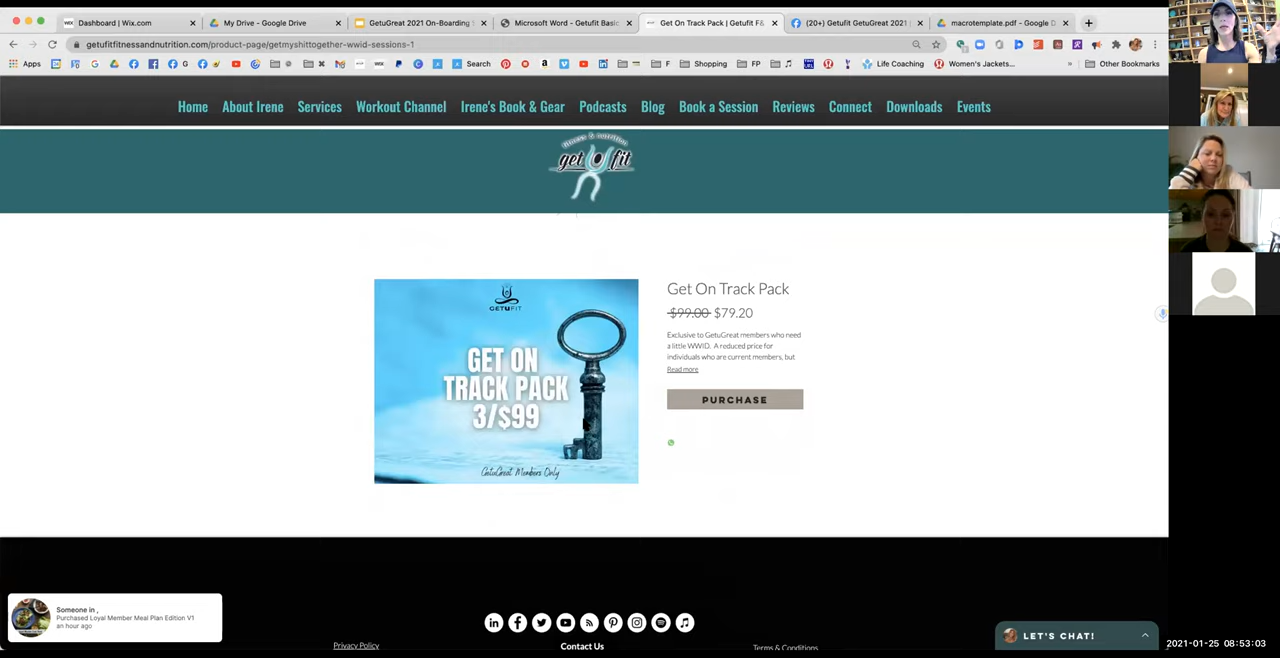 Dashboard | Wix.com
My Drive - Google Drive
GetuGreat 2021 On-Boarding
Microsoft Word - Getufit Basic
Get On Track Pack | Getufit F&
(20+) Getufit GetuGreat 2021
macrotemplate.pdf - Google D
getufitfitnessandnutrition.com/product-page/getmyshittogether-wwid-sessions-1
Apps
Search
F
Shopping
FP
Life Coaching
Women's Jackets...
Other Bookmarks
Home
About Irene
Services
Workout Channel
Irene's Book & Gear
Podcasts
Blog
Book a Session
Reviews
Connect
Downloads
Events
fitness & nutrition
get u fit
GETUFIT
GET ON
TRACK PACK
3/$99
GetuGreat Members Only
Get On Track Pack
$99.00 $79.20
Exclusive to GetuGreat members who need
a little WWID. A reduced price for
individuals who are current members, but
Read more
PURCHASE
Someone in ,
Purchased Loyal Member Meal Plan Edition V1
an hour ago
Privacy Policy
Contact Us
Terms & Conditions
LET'S CHAT!
2021-01-25 08:53:03